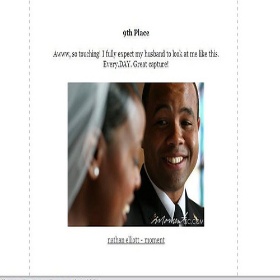 9th Place
Awww, so touching! I fully expect my husband to look at me like this.
Every.DAY. Great capture!
nathan elliott - moment